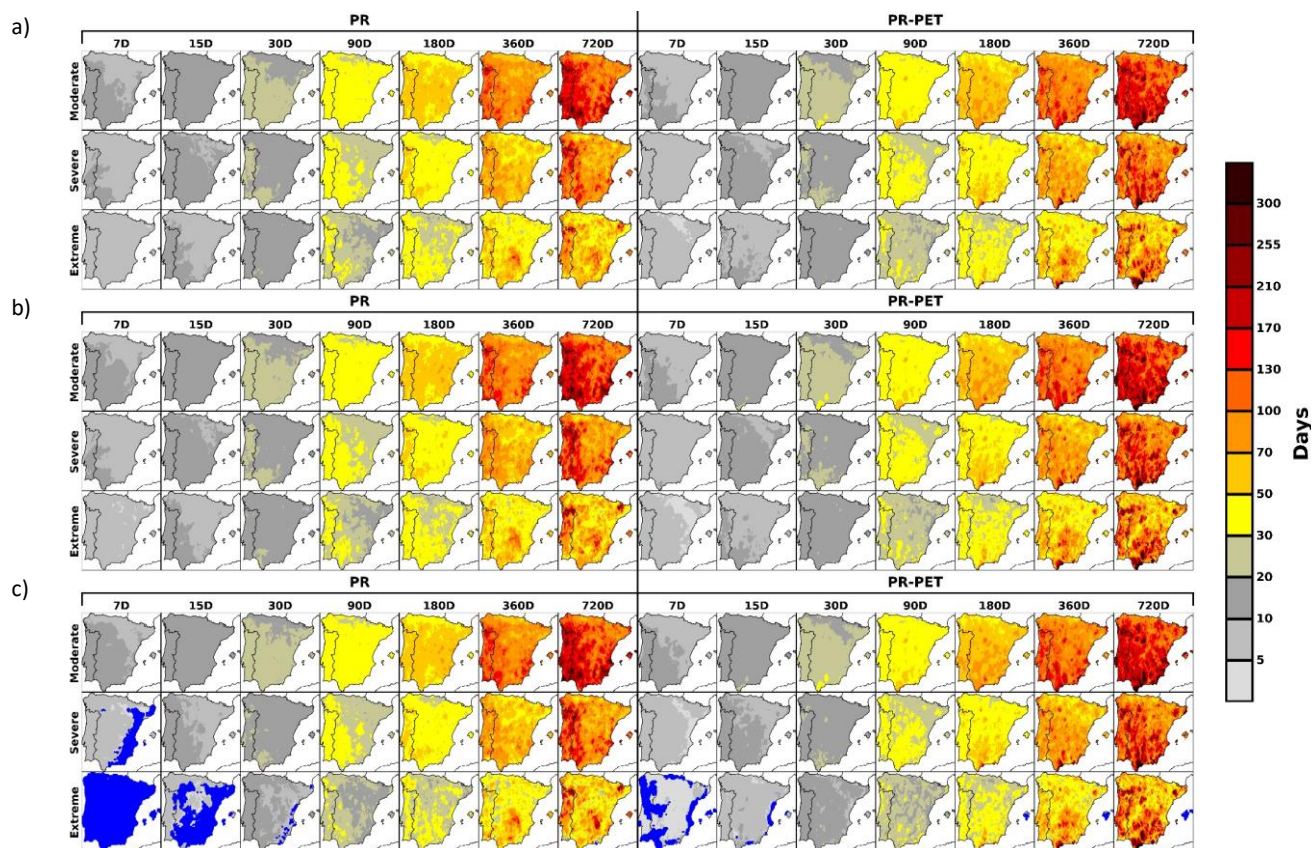 a)
PR PR-PET
7D 15D 30D 90D 180D 360D 720D 7D 15D 30D 90D 180D 360D 720D
Moderate
Severe
Extreme
b)
PR PR-PET
7D 15D 30D 90D 180D 360D 720D 7D 15D 30D 90D 180D 360D 720D
Moderate
Severe
Extreme
c)
PR PR-PET
7D 15D 30D 90D 180D 360D 720D 7D 15D 30D 90D 180D 360D 720D
Moderate
Severe
Extreme
300
255
210
170
130
100
70
50
30
20
10
5
Days